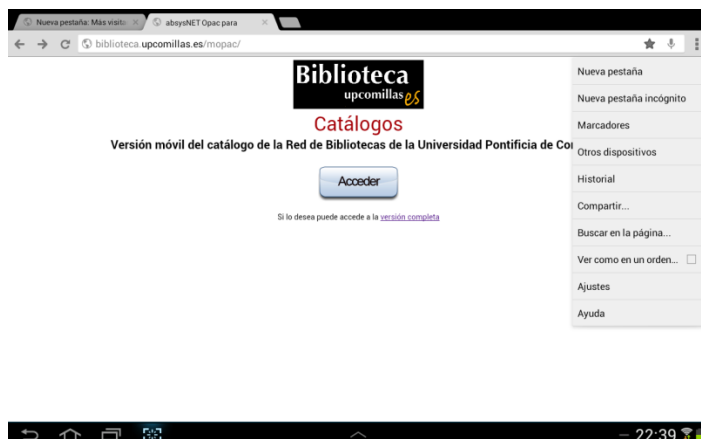 Nueva pestaña: Más visita
absysNET Opac para
biblioteca.upcomillas.es/mopac/
Biblioteca
upcomillas es
Catálogos
Versión móvil del catálogo de la Red de Bibliotecas de la Universidad Pontificia de Co
Acceder
Si lo desea puede accede a la versión completa
Nueva pestaña
Nueva pestaña incógnito
Marcadores
Otros dispositivos
Historial
Compartir...
Buscar en la página...
Ver como en un orden...
Ajustes
Ayuda
22:39